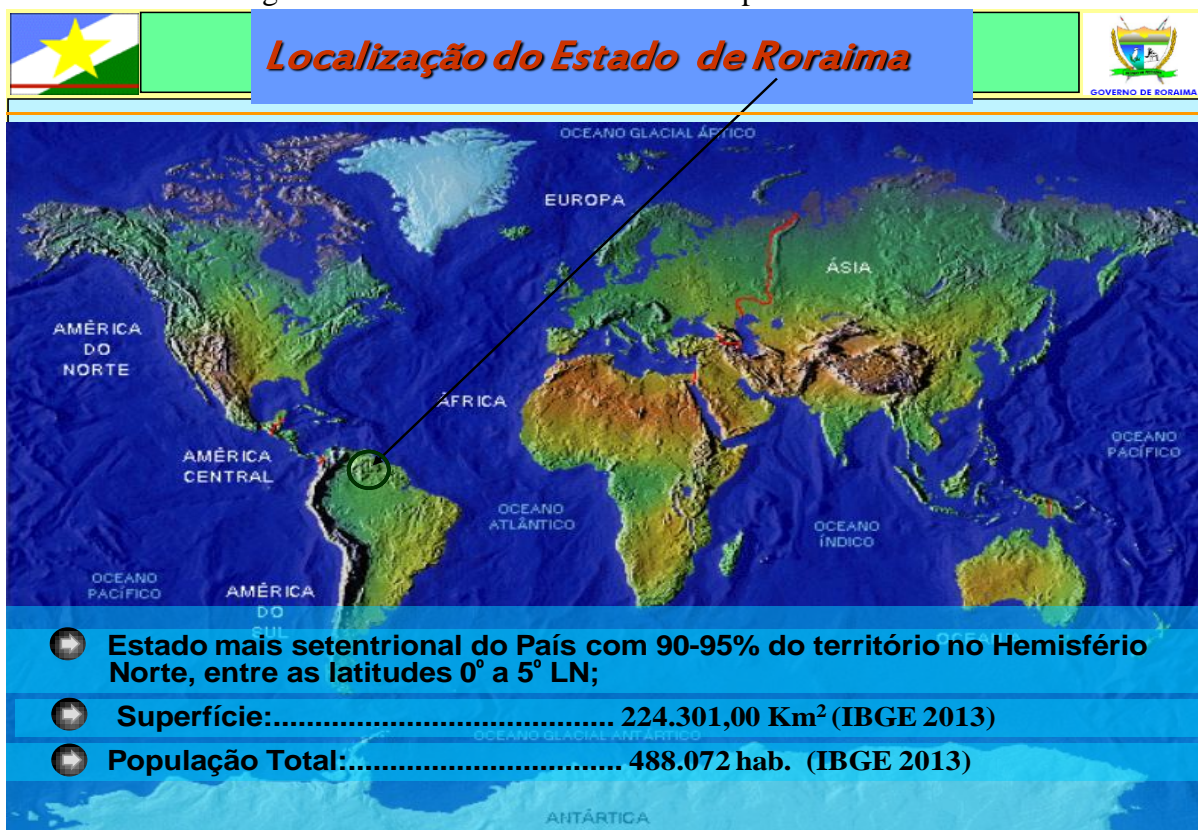 Localização do Estado de Roraima
GOVERNO DE RORAIMA
OCEANO GLACIAL ÁRTICO
EUROPA
ÁSIA
AMÉRICA
DO
NORTE
ÁFRICA
OCEANO
PACÍFICO
AMÉRICA
CENTRAL
OCEANO
ATLÂNTICO
OCEANO
ÍNDICO
OCEANO
PACÍFICO
AMÉRICA
DO
SUL
OCEANIA
Estado mais setentrional do País com 90-95% do território no Hemisfério
Norte, entre as latitudes 0º a 5º LN;
Superfície:......................................... 224.301,00 Km² (IBGE 2013)
OCEANO GLACIAL ANTÁRTICO
População Total:................................. 488.072 hab. (IBGE 2013)
ANTÁRTICA